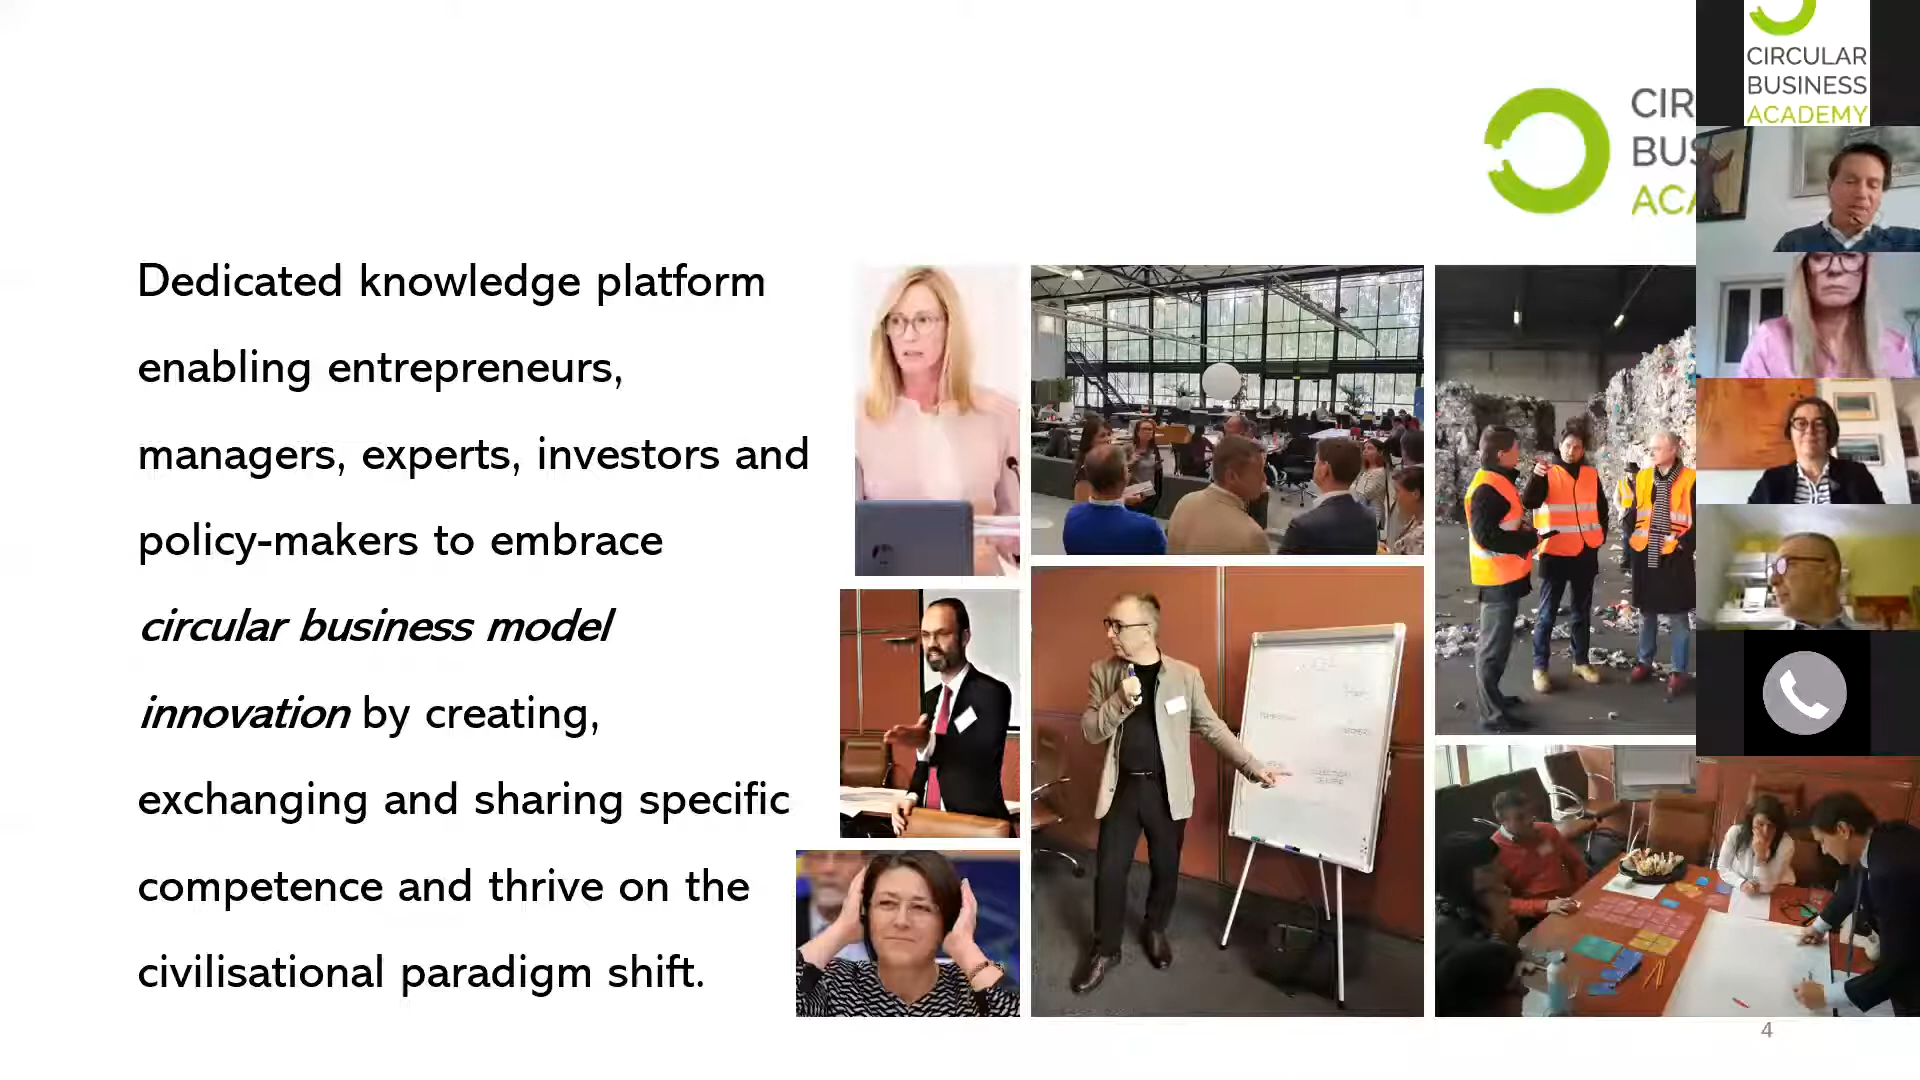 Dedicated knowledge platform
enabling entrepreneurs,
managers, experts, investors and
policy-makers to embrace
circular business model
innovation by creating,
exchanging and sharing specific
competence and thrive on the
civilisational paradigm shift.
CIR
BUS
ACA
CIRCULAR
BUSINESS
ACADEMY
4